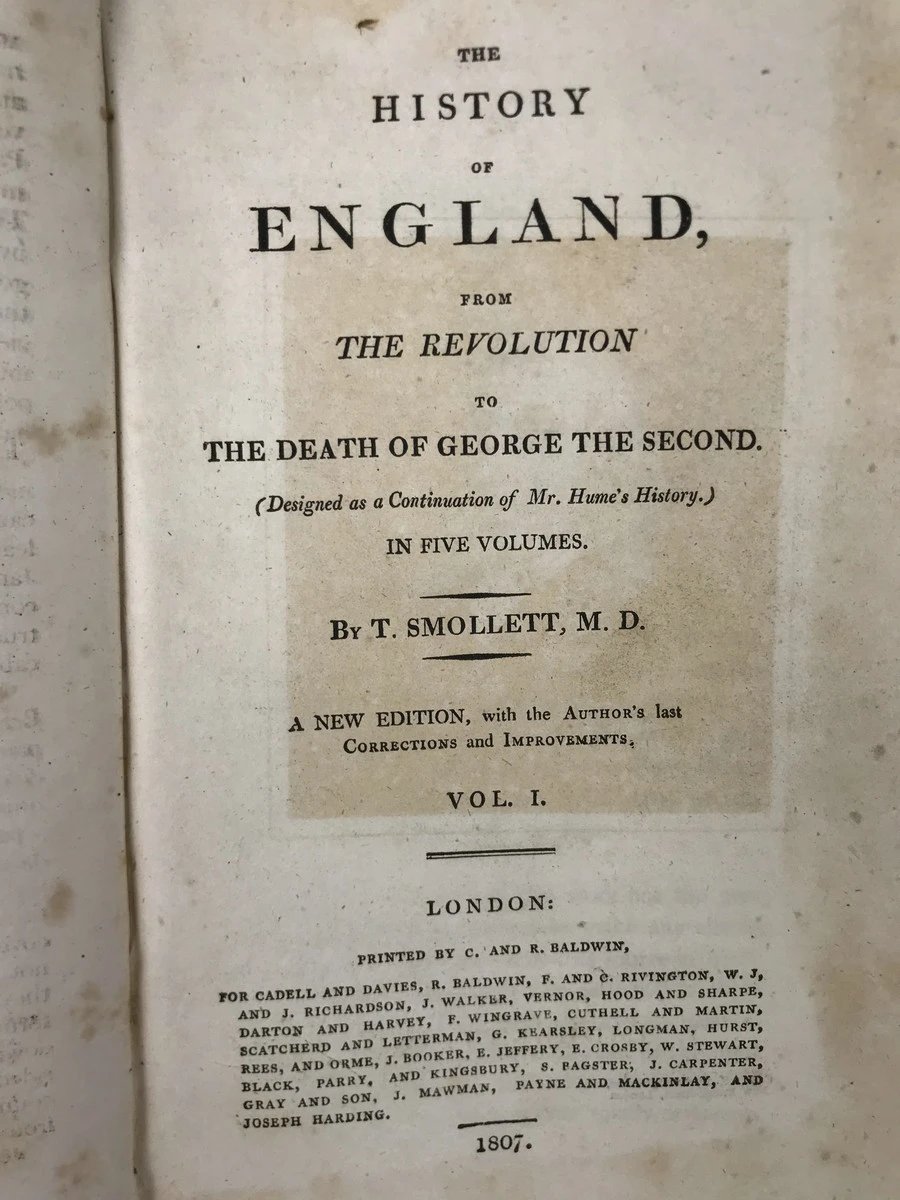 THE
HISTORY
OF
ENGLAND,
FROM
THE REVOLUTION
TO
THE DEATH OF GEORGE THE SECOND.
(Designed as a Continuation of Mr. Hume's History.)
IN FIVE VOLUMES.
BY T. SMOLLETT, M. D.
A NEW EDITION, with the AUTHOR'S last
CORRECTIONS and IMPROVEMENTS.
VOL. I.
LONDON:
PRINTED BY C. AND R. BALDWIN,
FOR CADELL AND DAVIES, R. BALDWIN, F. AND C. RIVINGTON, W. J,
AND J. RICHARDSON, J. WALKER, VERNOR, HOOD AND SHARPE,
DARTON AND HARVEY, F. WINGRAVE, CUTHELL AND MARTIN,
SCATCHERD AND LETTERMAN, G. KEARSLEY, LONGMAN, HURST,
REES, AND ORME, J. BOOKER, E. JEFFERY, E. CROSBY, W. STEWART,
BLACK, PARRY, AND KINGSBURY, S. PAGSTER, J. CARPENTER,
GRAY AND SON, J. MAWMAN, PAYNE AND MACKINLAY, AND
JOSEPH HARDING.
1807.